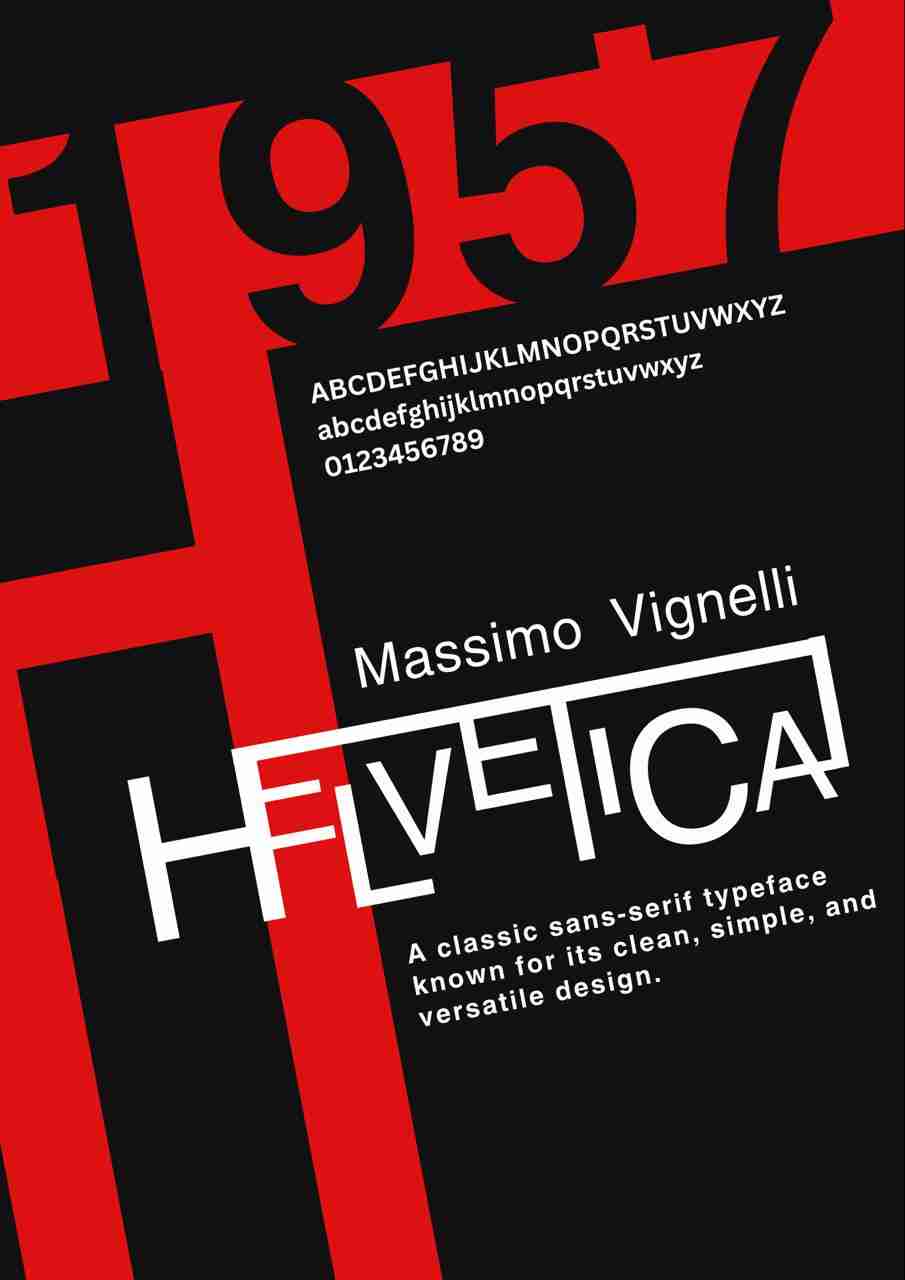 1957
ABCDEFGHIJKLMNOPQRSTUVWXYZ
abcdefghijklmnopqrstuvwxyz
0123456789
Massimo Vignelli
HELVETICA
A classic sans-serif typeface
known for its clean, simple, and
versatile design.